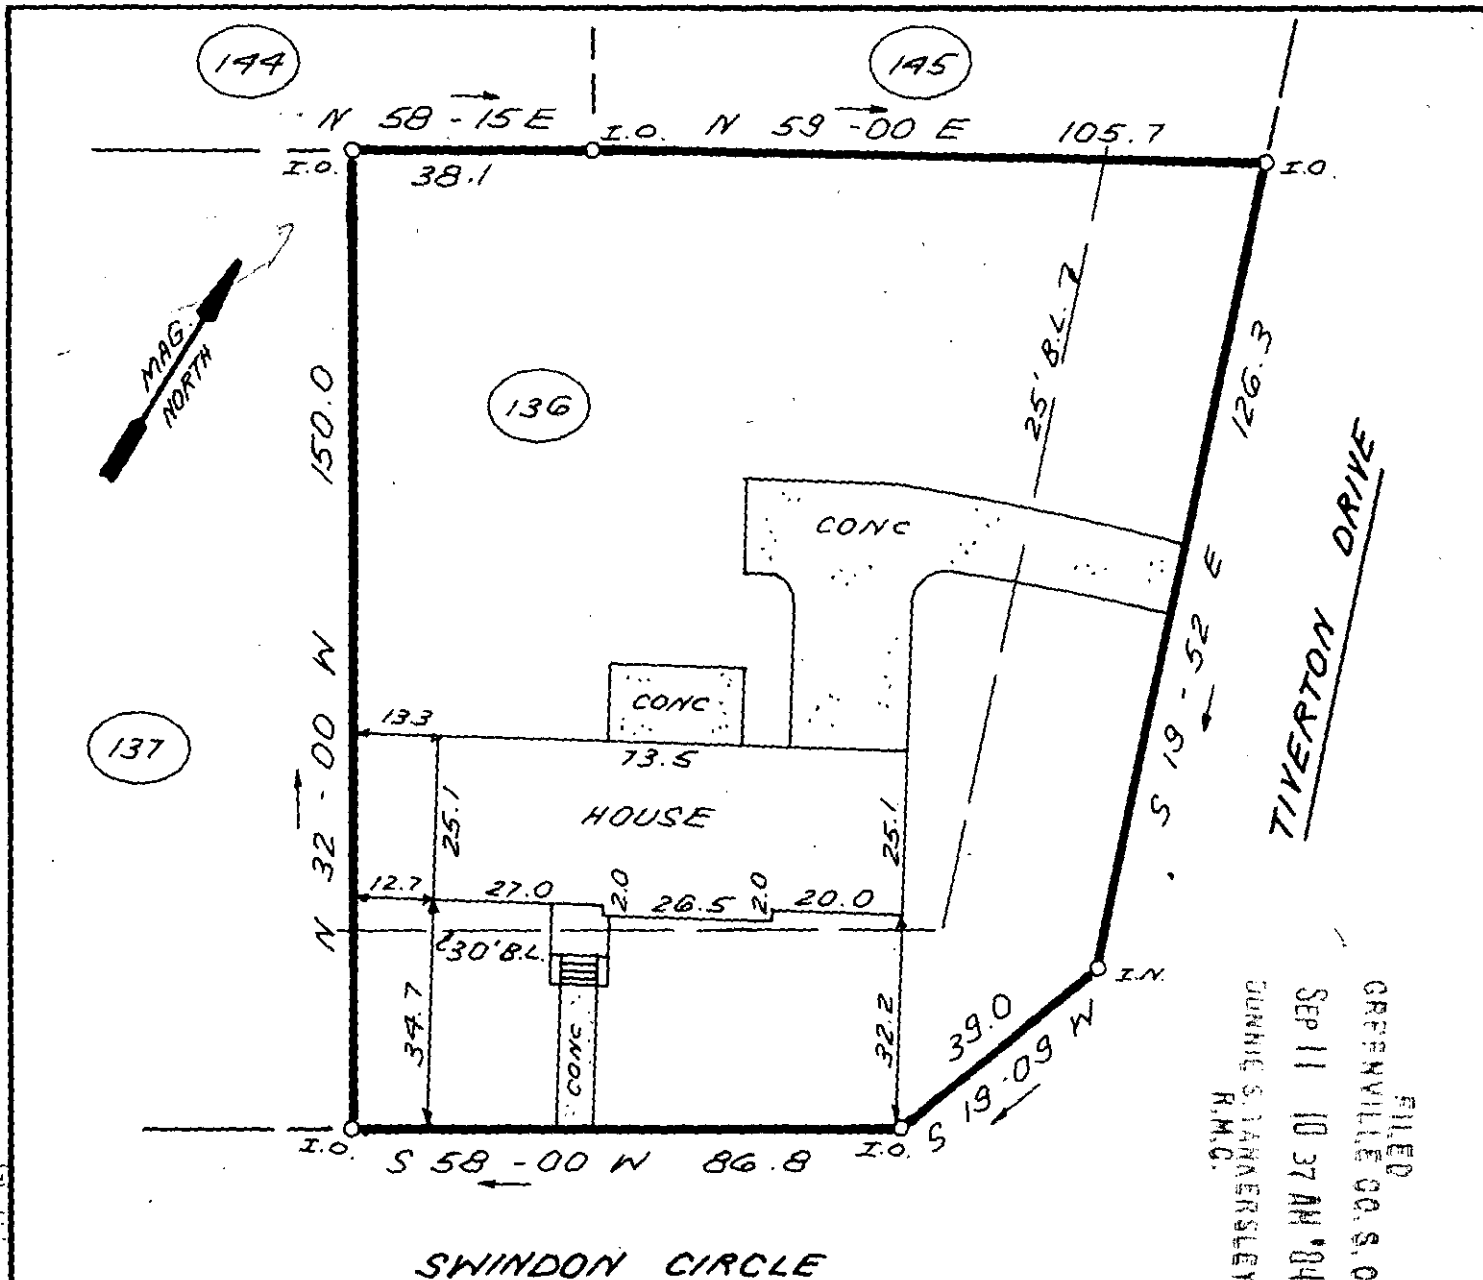 144
145
N 58-15 E
I.O.
N 59-00 E
105.7
I.O.
38.1
I.O.
MAG.
NORTH
136
25' B.L.
126.3
150.0
CONC
TIVERTON DRIVE
S 19-52 E
N 32-00 W
137
CONC
13.3
73.5
HOUSE
25.1
25.1
12.7
27.0
2.0
26.5
2.0
20.0
30' B.L.
34.7
CONC
32.2
I.N.
39.0
S 19-09 W
I.O.
S 58-00 W 86.8
I.O.
SWINDON CIRCLE
FILED
GREENVILLE CO. S.C
SEP 11 10 37 AM '84
DONNIE S. TANKERSLEY
R.M.C.